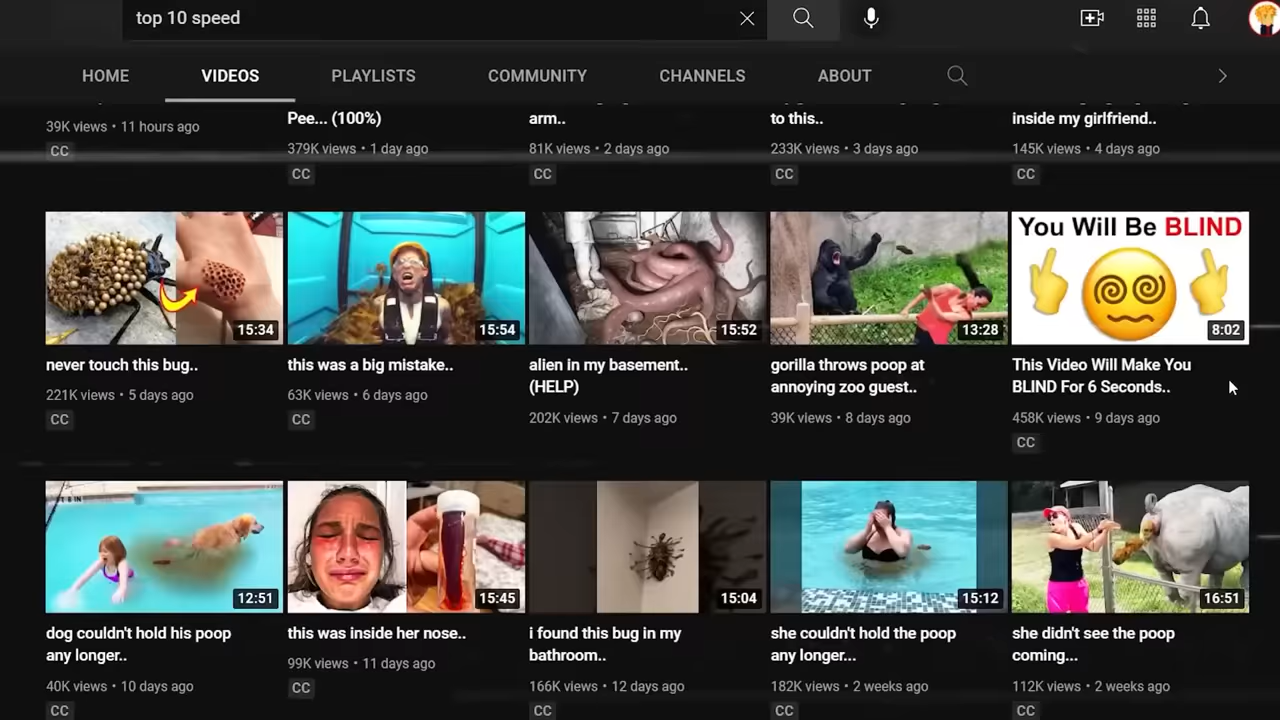 top 10 speed
HOME VIDEOS PLAYLISTS COMMUNITY CHANNELS ABOUT
39K views • 11 hours ago
CC
Pee... (100%)
379K views • 1 day ago
CC
arm..
81K views • 2 days ago
CC
to this..
233K views • 3 days ago
CC
inside my girlfriend..
145K views • 4 days ago
CC
15:34
never touch this bug..
221K views • 5 days ago
CC
15:54
this was a big mistake..
63K views • 6 days ago
CC
15:52
alien in my basement..
(HELP)
202K views • 7 days ago
13:28
gorilla throws poop at
annoying zoo guest..
39K views • 8 days ago
You Will Be BLIND
8:02
This Video Will Make You
BLIND For 6 Seconds..
458K views • 9 days ago
CC
12:51
dog couldn't hold his poop
any longer..
40K views • 10 days ago
CC
15:45
this was inside her nose..
99K views • 11 days ago
CC
15:04
i found this bug in my
bathroom..
166K views • 12 days ago
CC
15:12
she couldn't hold the poop
any longer...
182K views • 2 weeks ago
CC
16:51
she didn't see the poop
coming...
112K views • 2 weeks ago
CC